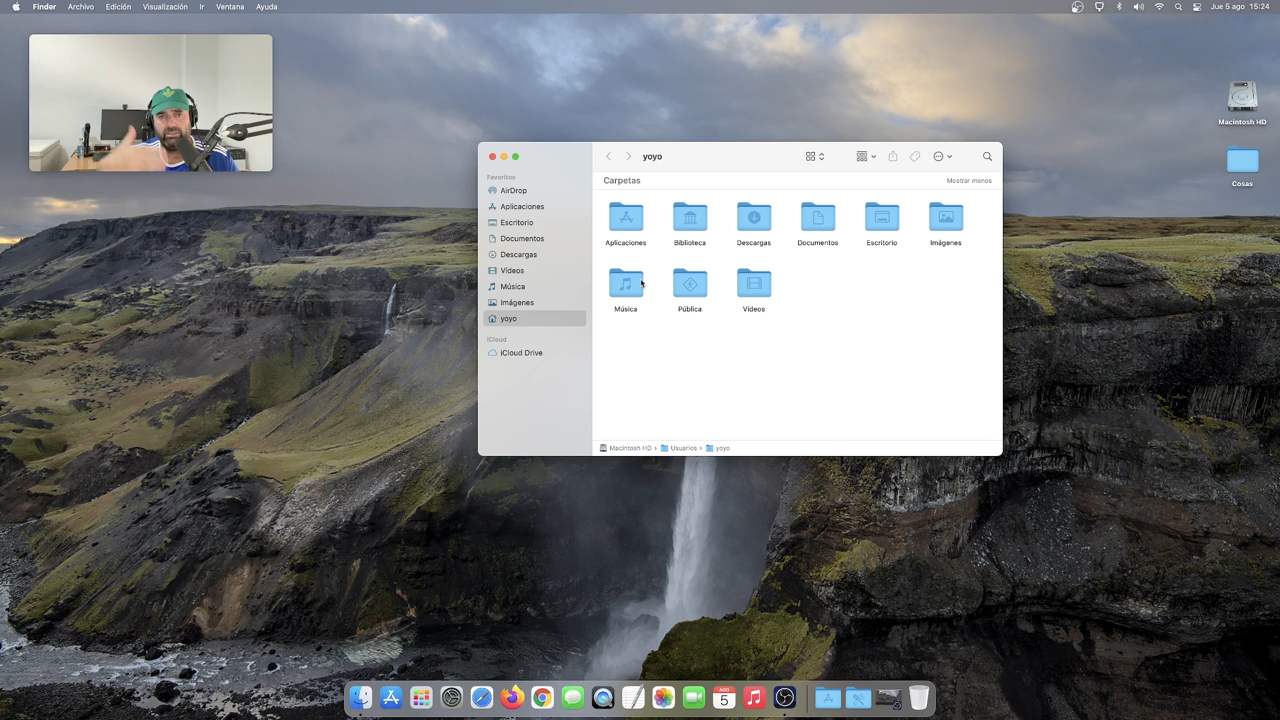 Finder Archivo Edición Visualización Ir Ventana Ayuda Jue 5 ago 15:24
Macintosh HD
Cosas
yoyo
Favoritos
AirDrop
Aplicaciones
Escritorio
Documentos
Descargas
Vídeos
Música
Imágenes
yoyo
iCloud
iCloud Drive
Carpetas Mostrar menos
Aplicaciones Biblioteca Descargas Documentos Escritorio Imágenes
Música Pública Vídeos
Macintosh HD › Usuarios › yoyo
AGO
5